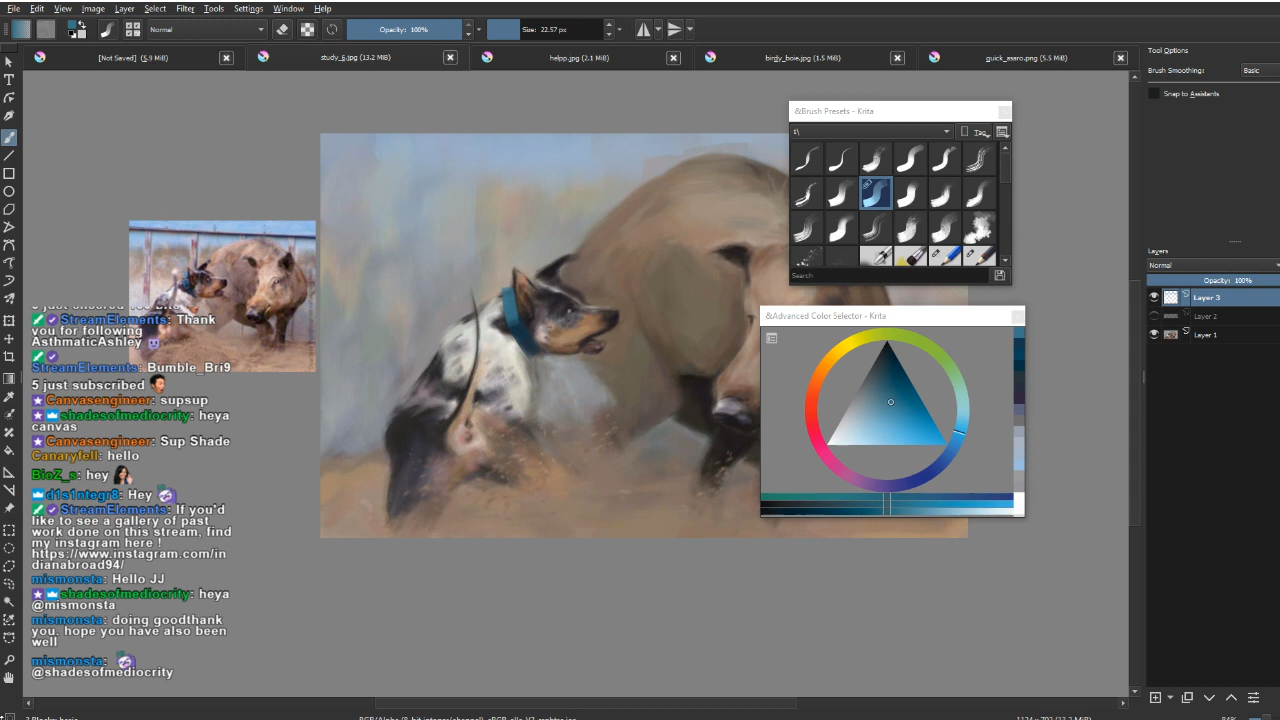 File Edit View Image Layer Select Filter Tools Settings Window Help
Normal Opacity: 100% Size: 22.57 px
[Not Saved] (5.9 MiB) study_6.jpg (13.2 MiB) helpp.jpg (2.1 MiB) birdy_boie.jpg (1.5 MiB) quick_asaro.png (5.5 MiB)
Tool Options
Brush Smoothing: Basic
Snap to Assistants
&Brush Presets - Krita
Tag
Search
&Advanced Color Selector - Krita
Layers
Normal
Opacity: 100%
Layer 3
Layer 2
Layer 1
StreamElements: Thank
you for following
AsthmaticAshley
StreamElements: Bumble_Bri9
5 just subscribed
Canvasengineer: supsup
shadesofmediocrity: heya
canvas
Canvasengineer: Sup Shade
Canaryfell: hello
BioZ_s: hey
d1s1ntegr8: Hey
StreamElements: If you'd
like to see a gallery of past
work done on this stream, find
my instagram here !
https://www.instagram.com/in
dianabroad94/
mismonsta: Hello JJ
shadesofmediocrity: heya
@mismonsta
mismonsta: doing goodthank
you. hope you have also been
well
mismonsta:
@shadesofmediocrity